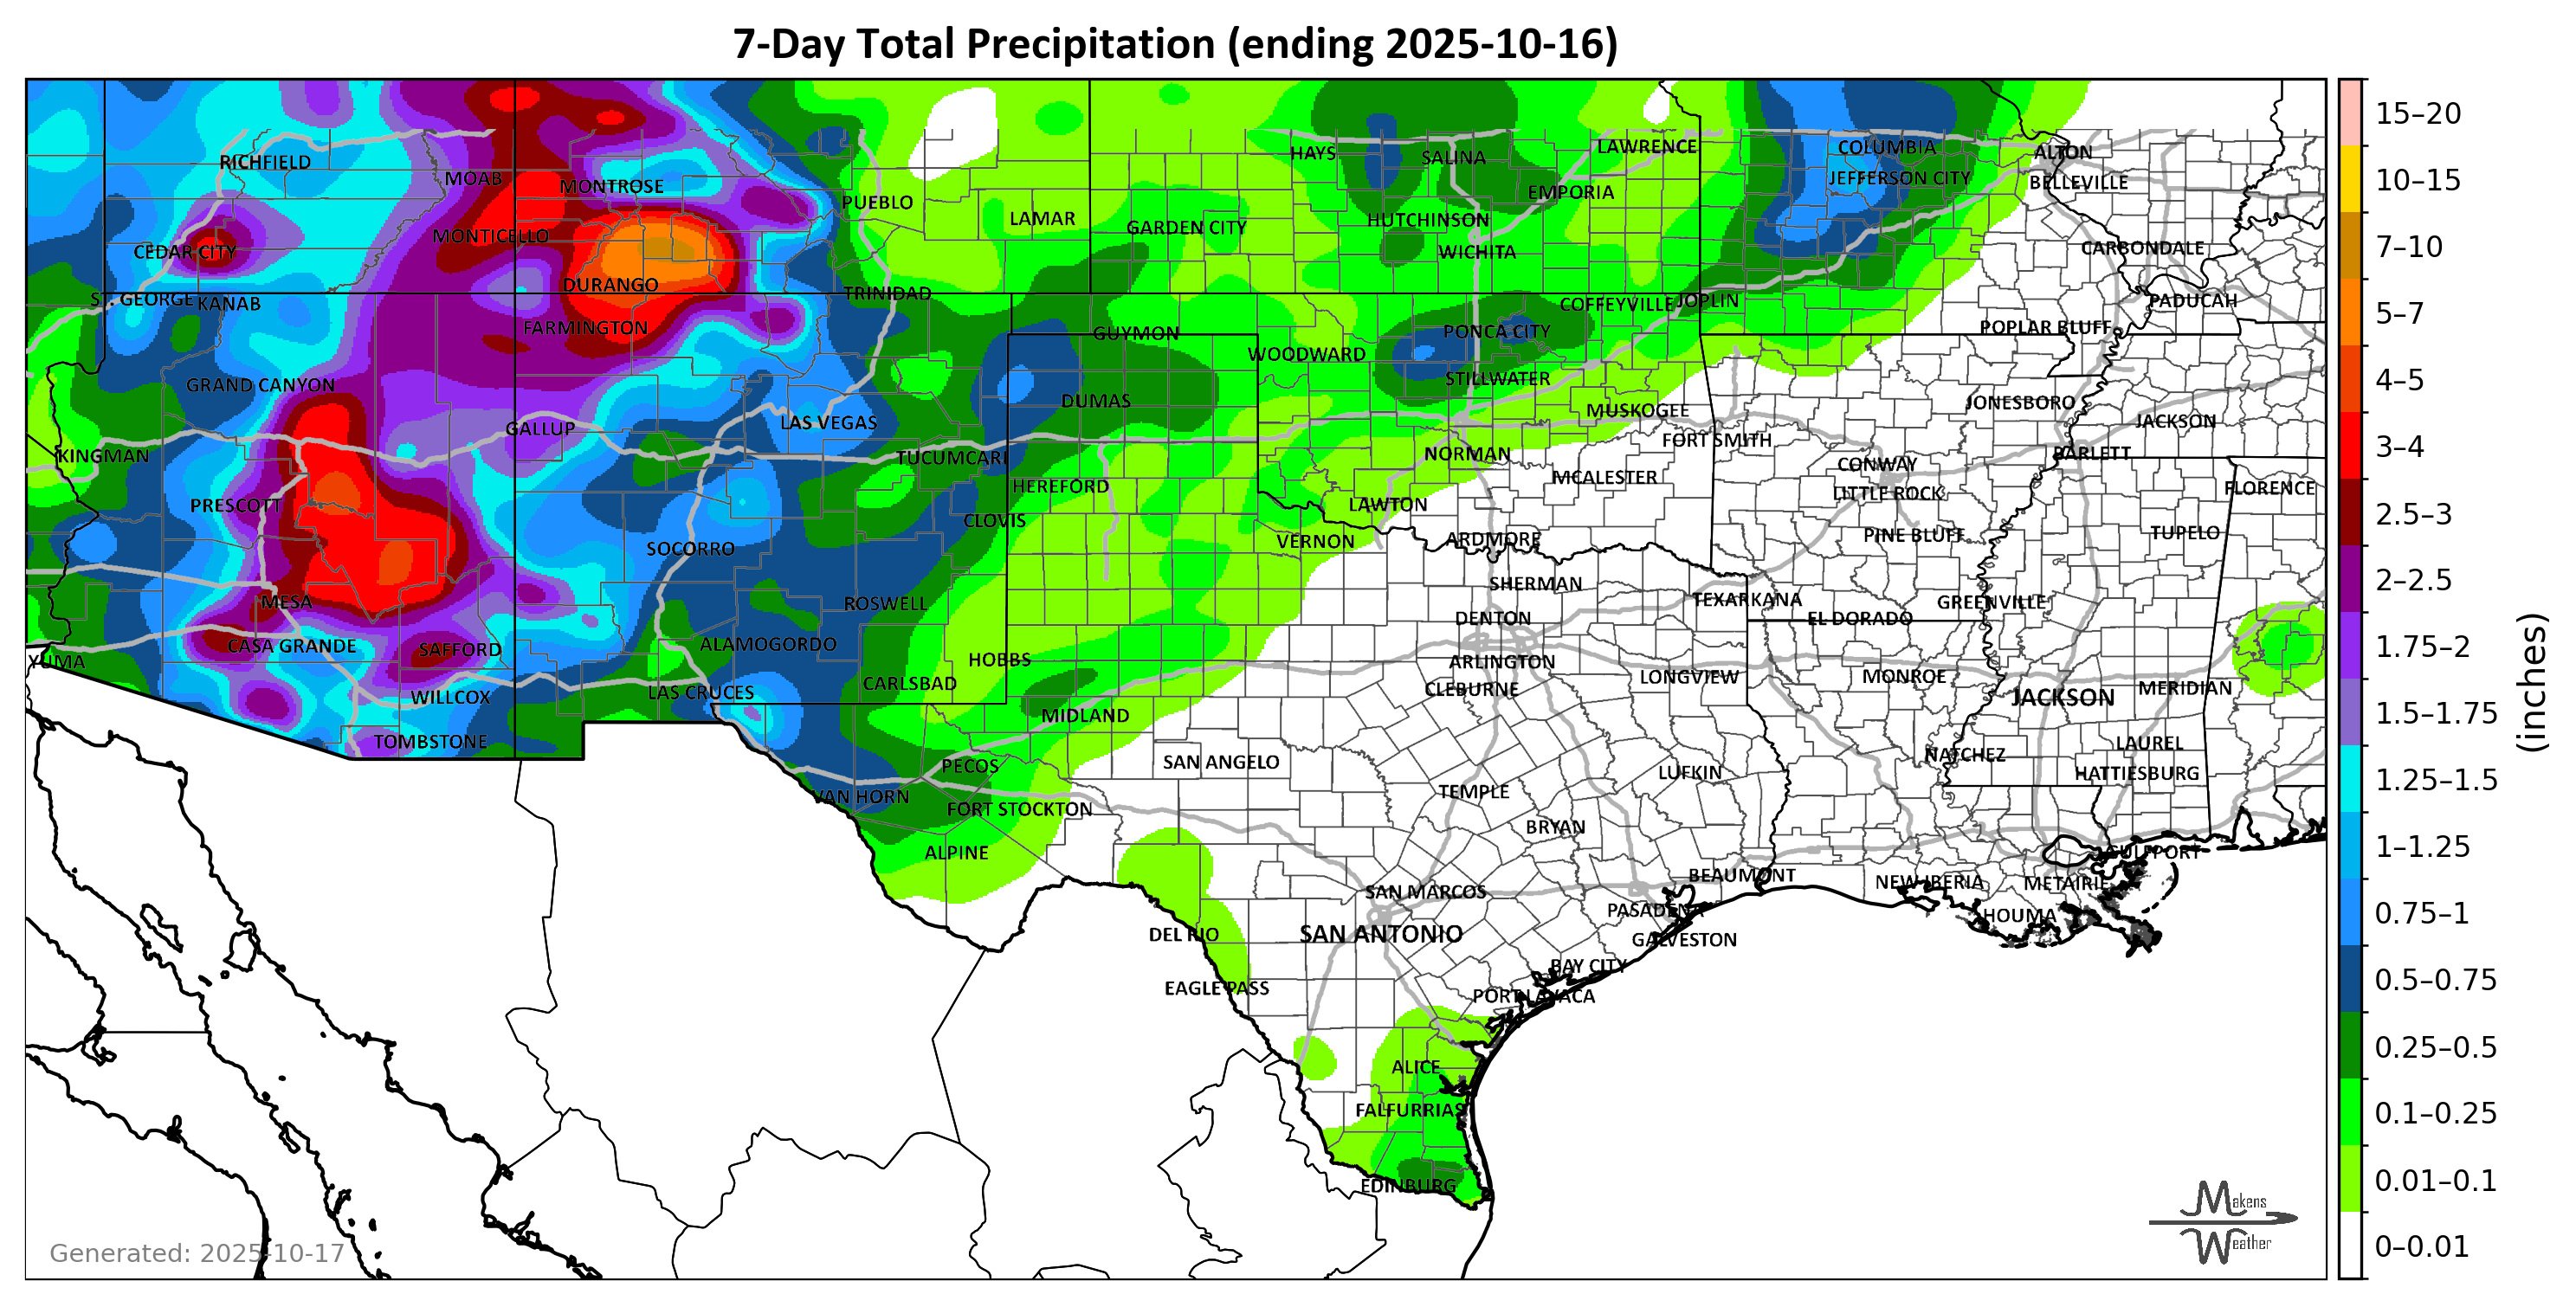 7-Day Total Precipitation (ending 2025-10-16)
RICHFIELD
MOAB
MONTROSE
PUEBLO
LAMAR
HAYS
SALINA
LAWRENCE
COLUMBIA
ALTON
JEFFERSON CITY
BELLEVILLE
EMPORIA
GARDEN CITY
HUTCHINSON
WICHITA
CEDAR CITY
MONTICELLO
CARBONDALE
DURANGO
TRINIDAD
ST. GEORGE
KANAB
COFFEYVILLE
JOPLIN
PADUCAH
FARMINGTON
GUYMON
PONCA CITY
POPLAR BLUFF
WOODWARD
STILLWATER
GRAND CANYON
DUMAS
MUSKOGEE
JONESBORO
JACKSON
LAS VEGAS
GALLUP
FORT SMITH
KINGMAN
TUCUMCARI
NORMAN
BARLETT
CONWAY
MCALESTER
HEREFORD
LITTLE ROCK
FLORENCE
PRESCOTT
LAWTON
CLOVIS
PINE BLUFF
TUPELO
SOCORRO
VERNON
ARDMORE
SHERMAN
MESA
ROSWELL
TEXARKANA
GREENVILLE
DENTON
EL DORADO
CASA GRANDE
SAFFORD
ALAMOGORDO
YUMA
HOBBS
ARLINGTON
LONGVIEW
MONROE
CARLSBAD
CLEBURNE
MERIDIAN
WILLCOX
LAS CRUCES
JACKSON
MIDLAND
TOMBSTONE
LAUREL
NATCHEZ
PECOS
SAN ANGELO
LUFKIN
HATTIESBURG
VAN HORN
FORT STOCKTON
TEMPLE
BRYAN
ALPINE
GULFPORT
BEAUMONT
NEW IBERIA
METAIRIE
SAN MARCOS
PASADENA
HOUMA
DEL RIO
SAN ANTONIO
GALVESTON
BAY CITY
EAGLE PASS
PORT LAVACA
ALICE
FALFURRIAS
EDINBURG
Generated: 2025-10-17
Makens
Weather
15–20
10–15
7–10
5–7
4–5
3–4
2.5–3
2–2.5
1.75–2
1.5–1.75
1.25–1.5
1–1.25
0.75–1
0.5–0.75
0.25–0.5
0.1–0.25
0.01–0.1
0–0.01
(inches)